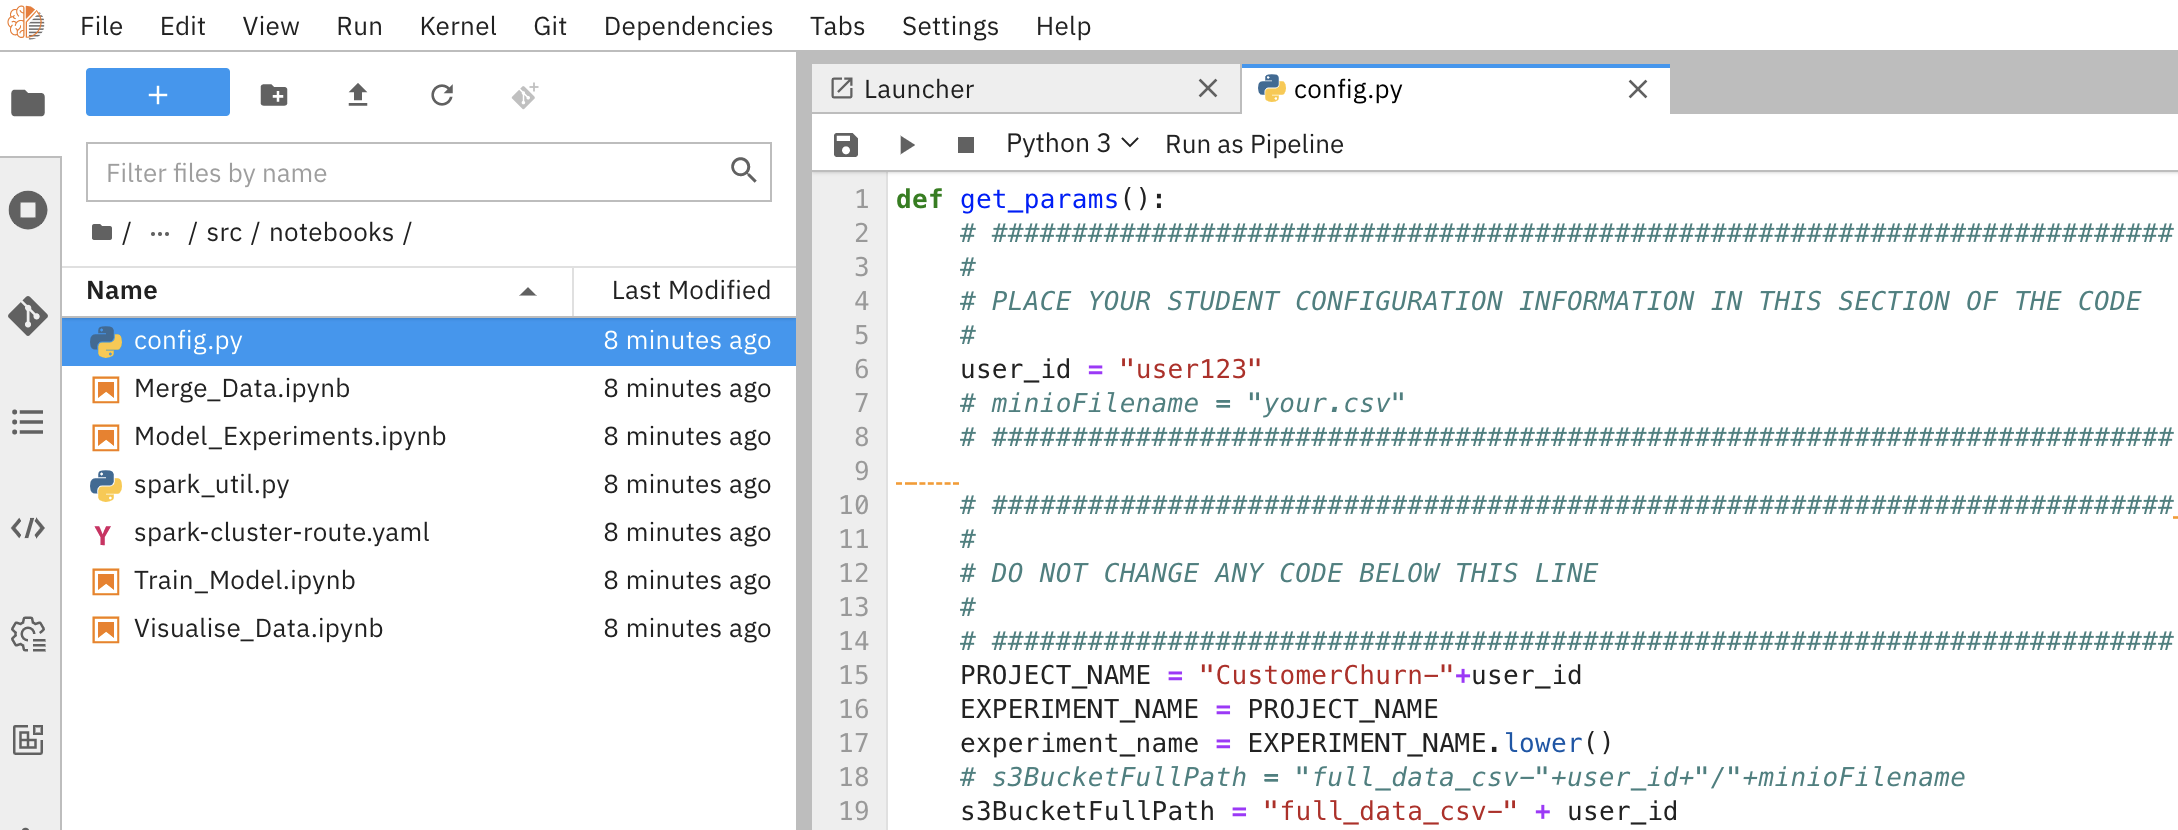 File Edit View Run Kernel Git Dependencies Tabs Settings Help
+
Filter files by name
/ ... / src / notebooks /
Name Last Modified
config.py 8 minutes ago
Merge_Data.ipynb 8 minutes ago
Model_Experiments.ipynb 8 minutes ago
spark_util.py 8 minutes ago
Y spark-cluster-route.yaml 8 minutes ago
Train_Model.ipynb 8 minutes ago
Visualise_Data.ipynb 8 minutes ago
Launcher config.py
Python 3 Run as Pipeline
1 def get_params():
2 # ##########################################################################
3 #
4 # PLACE YOUR STUDENT CONFIGURATION INFORMATION IN THIS SECTION OF THE CODE
5 #
6 user_id = "user123"
7 # minioFilename = "your.csv"
8 # ##########################################################################
9
10 # ##########################################################################
11 #
12 # DO NOT CHANGE ANY CODE BELOW THIS LINE
13 #
14 # ##########################################################################
15 PROJECT_NAME = "CustomerChurn-"+user_id
16 EXPERIMENT_NAME = PROJECT_NAME
17 experiment_name = EXPERIMENT_NAME.lower()
18 # s3BucketFullPath = "full_data_csv-"+user_id+"/"+minioFilename
19 s3BucketFullPath = "full_data_csv-" + user_id